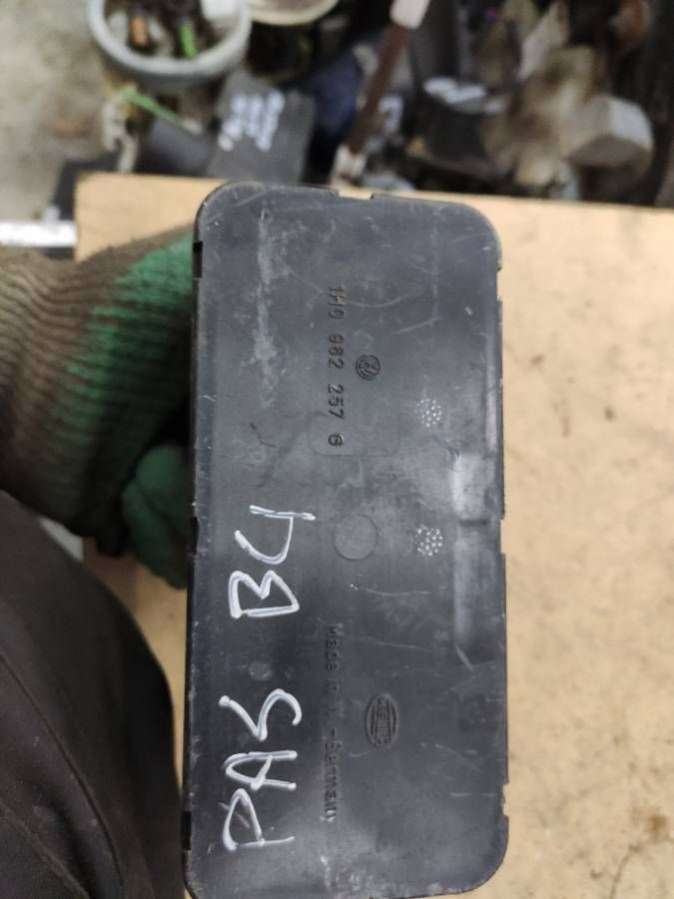 1H0 962 257 G
PAS B4
Made in W.-Germany